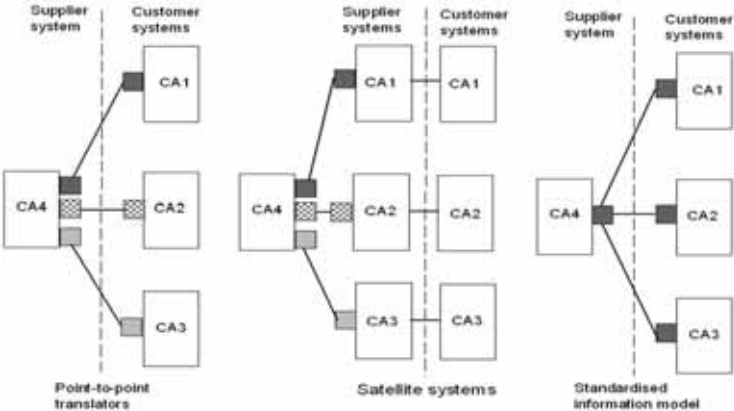 Supplier
system
Customer
systems
CA1
CA4
CA2
CA3
Point-to-point
translators
Supplier
systems
Customer
systems
CA1
CA1
CA4
CA2
CA2
CA3
CA3
Satellite systems
Supplier
system
Customer
systems
CA1
CA4
CA2
CA3
Standardised
information model